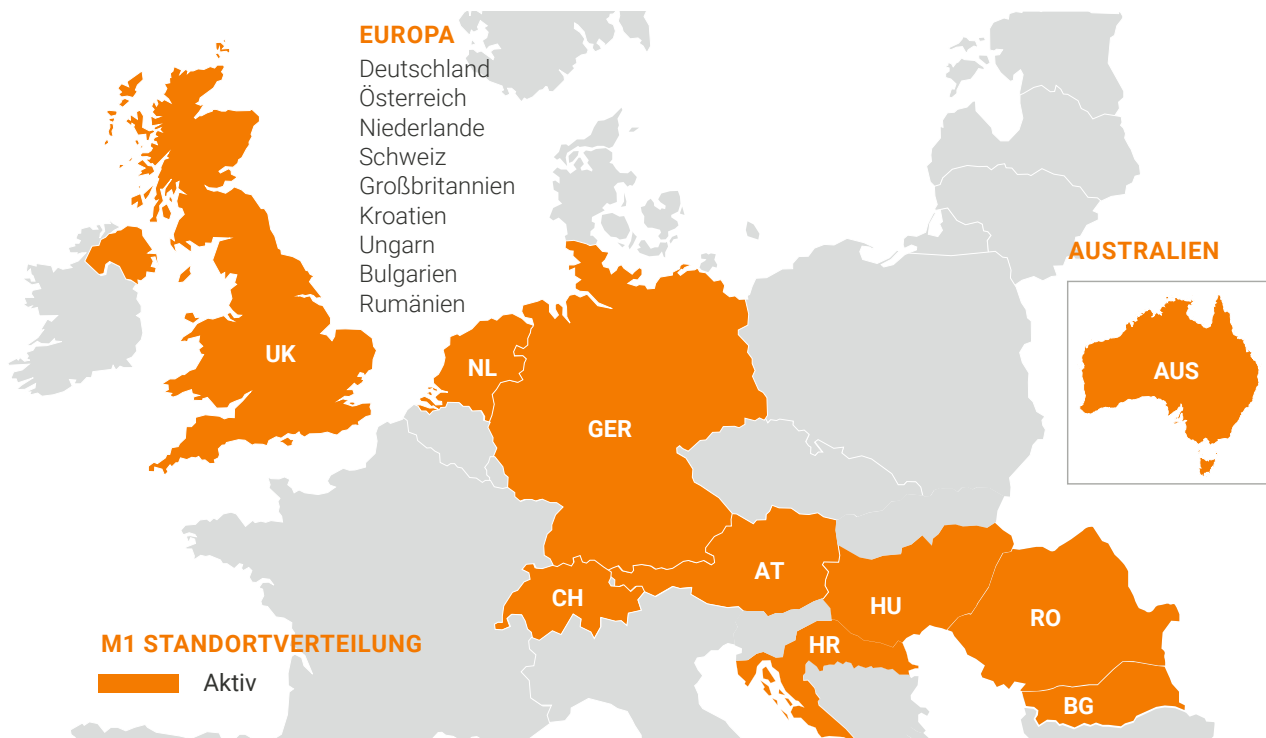 EUROPA
Deutschland
Österreich
Niederlande
Schweiz
Großbritannien
Kroatien
Ungarn
Bulgarien
Rumänien
AUSTRALIEN
AUS
UK
NL
GER
AT
CH
HU
RO
HR
BG
M1 STANDORTVERTEILUNG
Aktiv